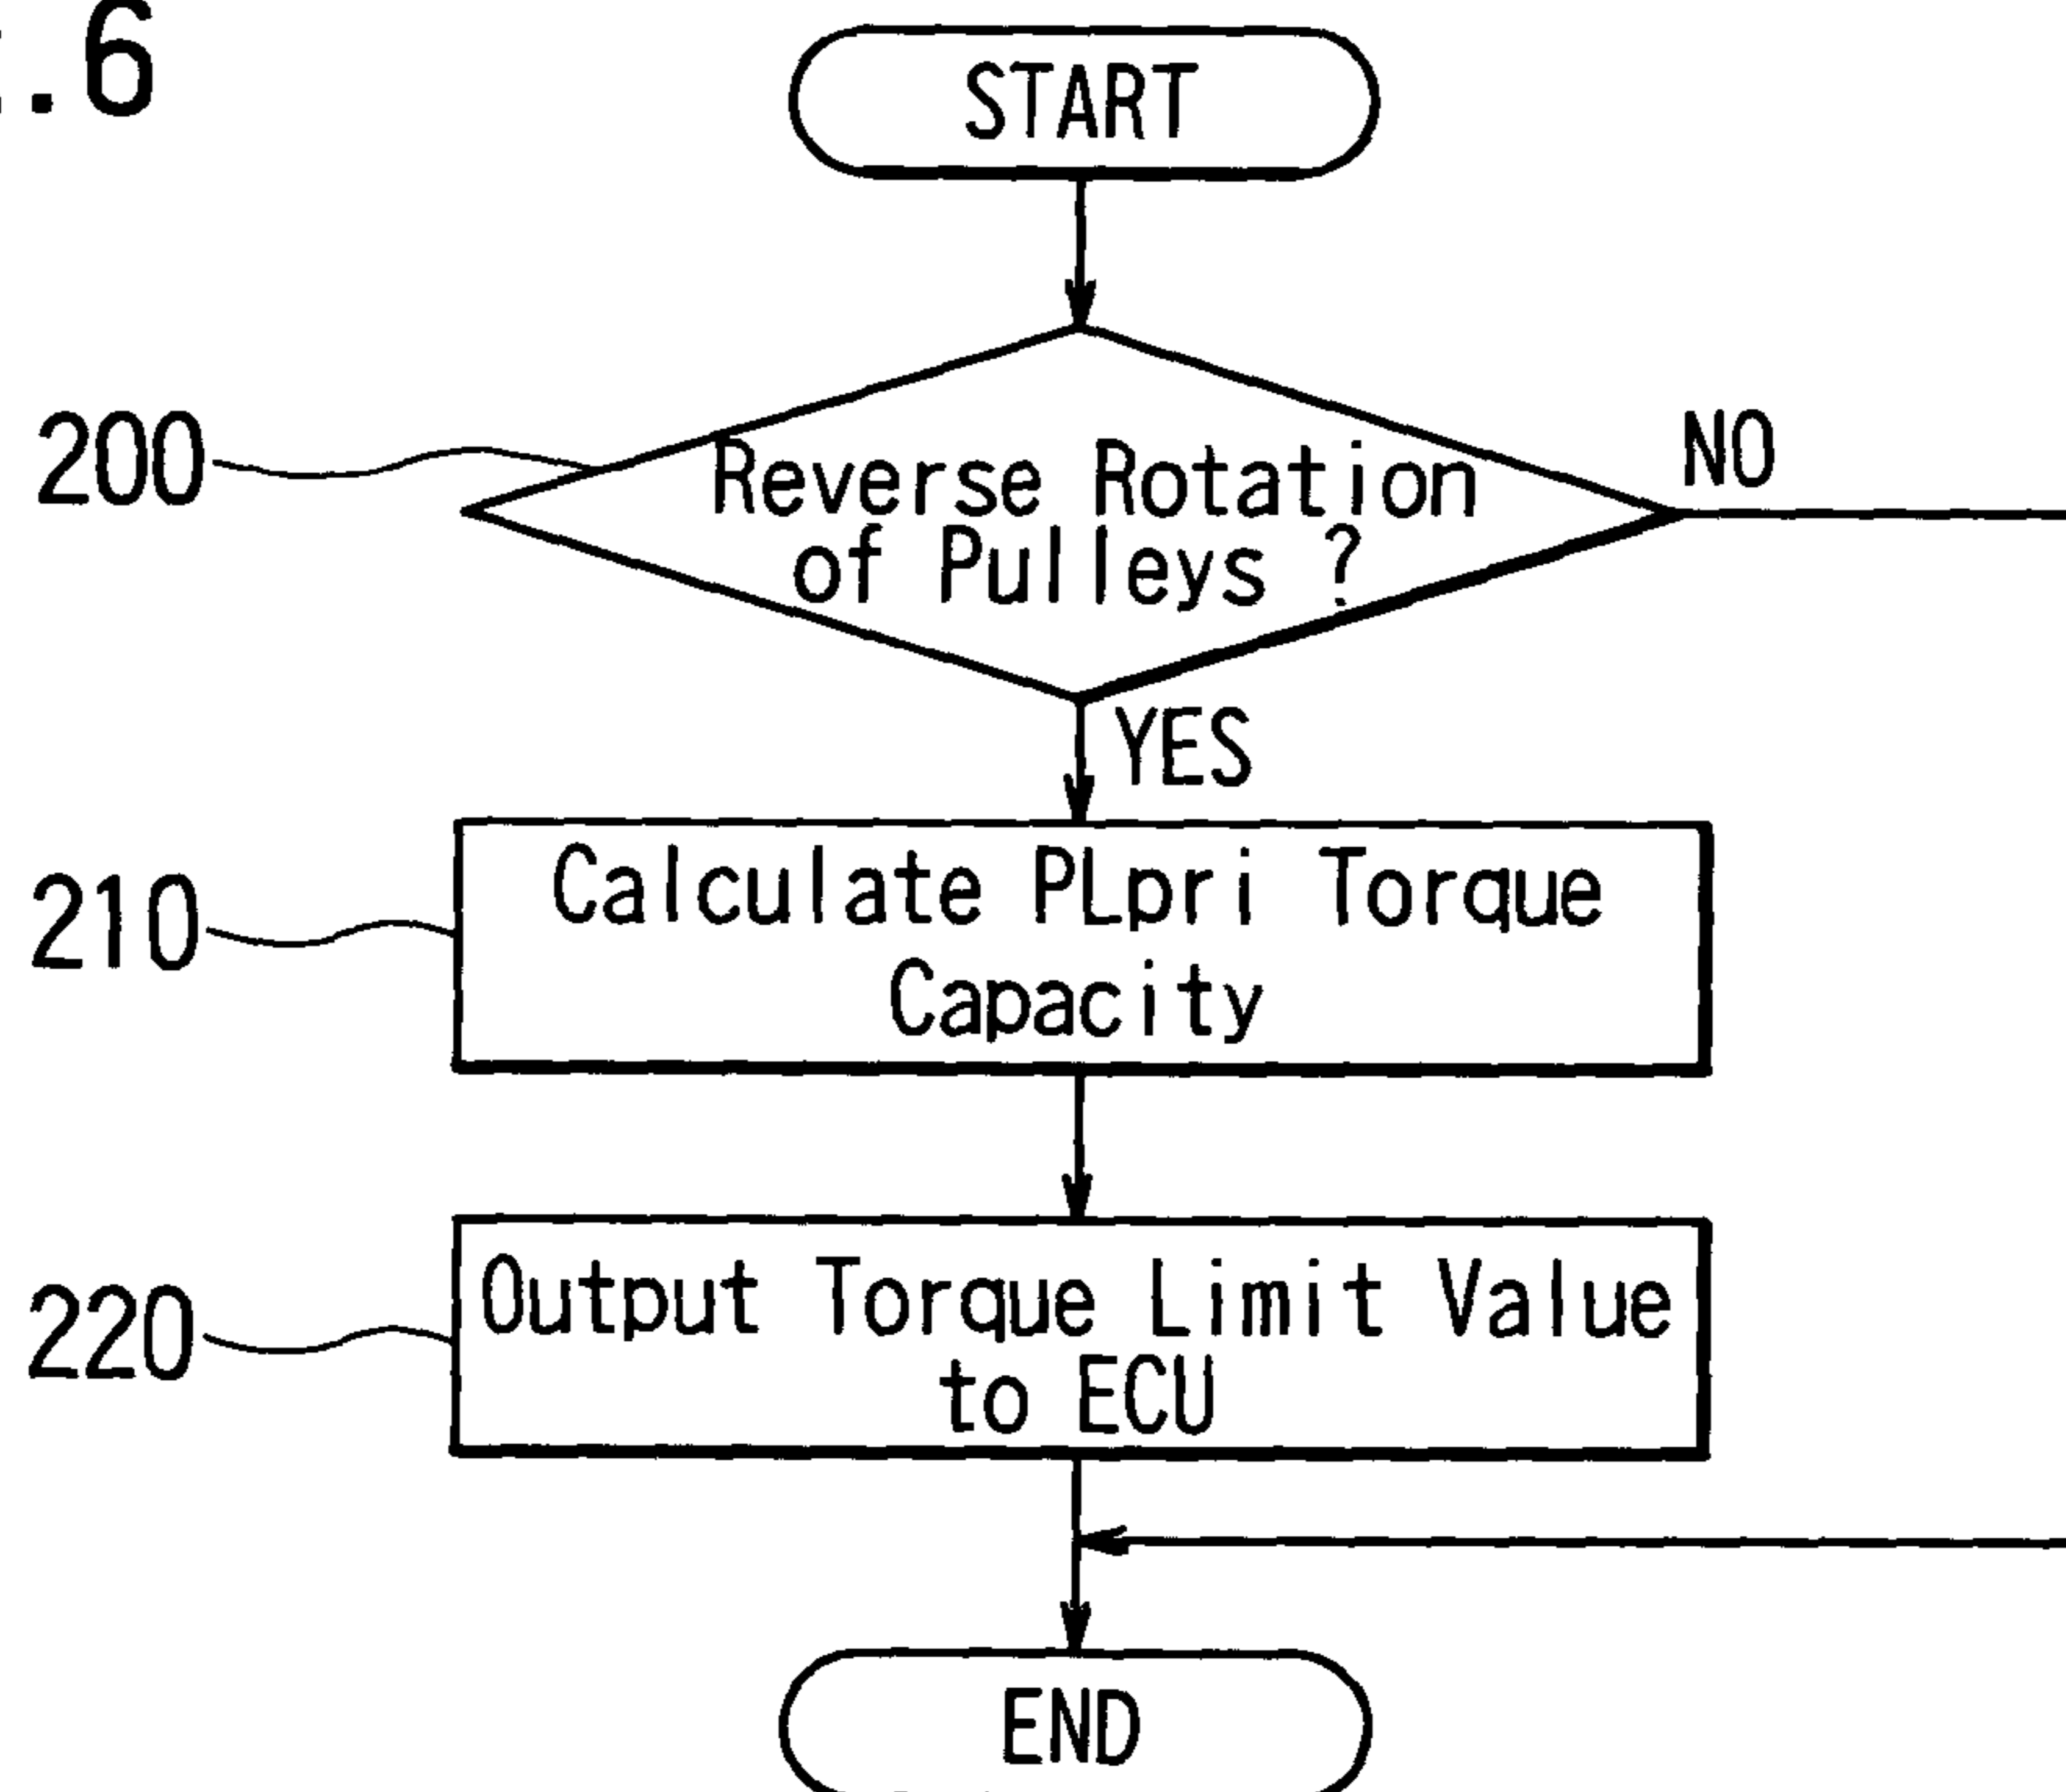 .6
START
200
Reverse Rotation
of Pulleys ?
NO
YES
210
Calculate PLpri Torque
Capacity
220
Output Torque Limit Value
to ECU
END